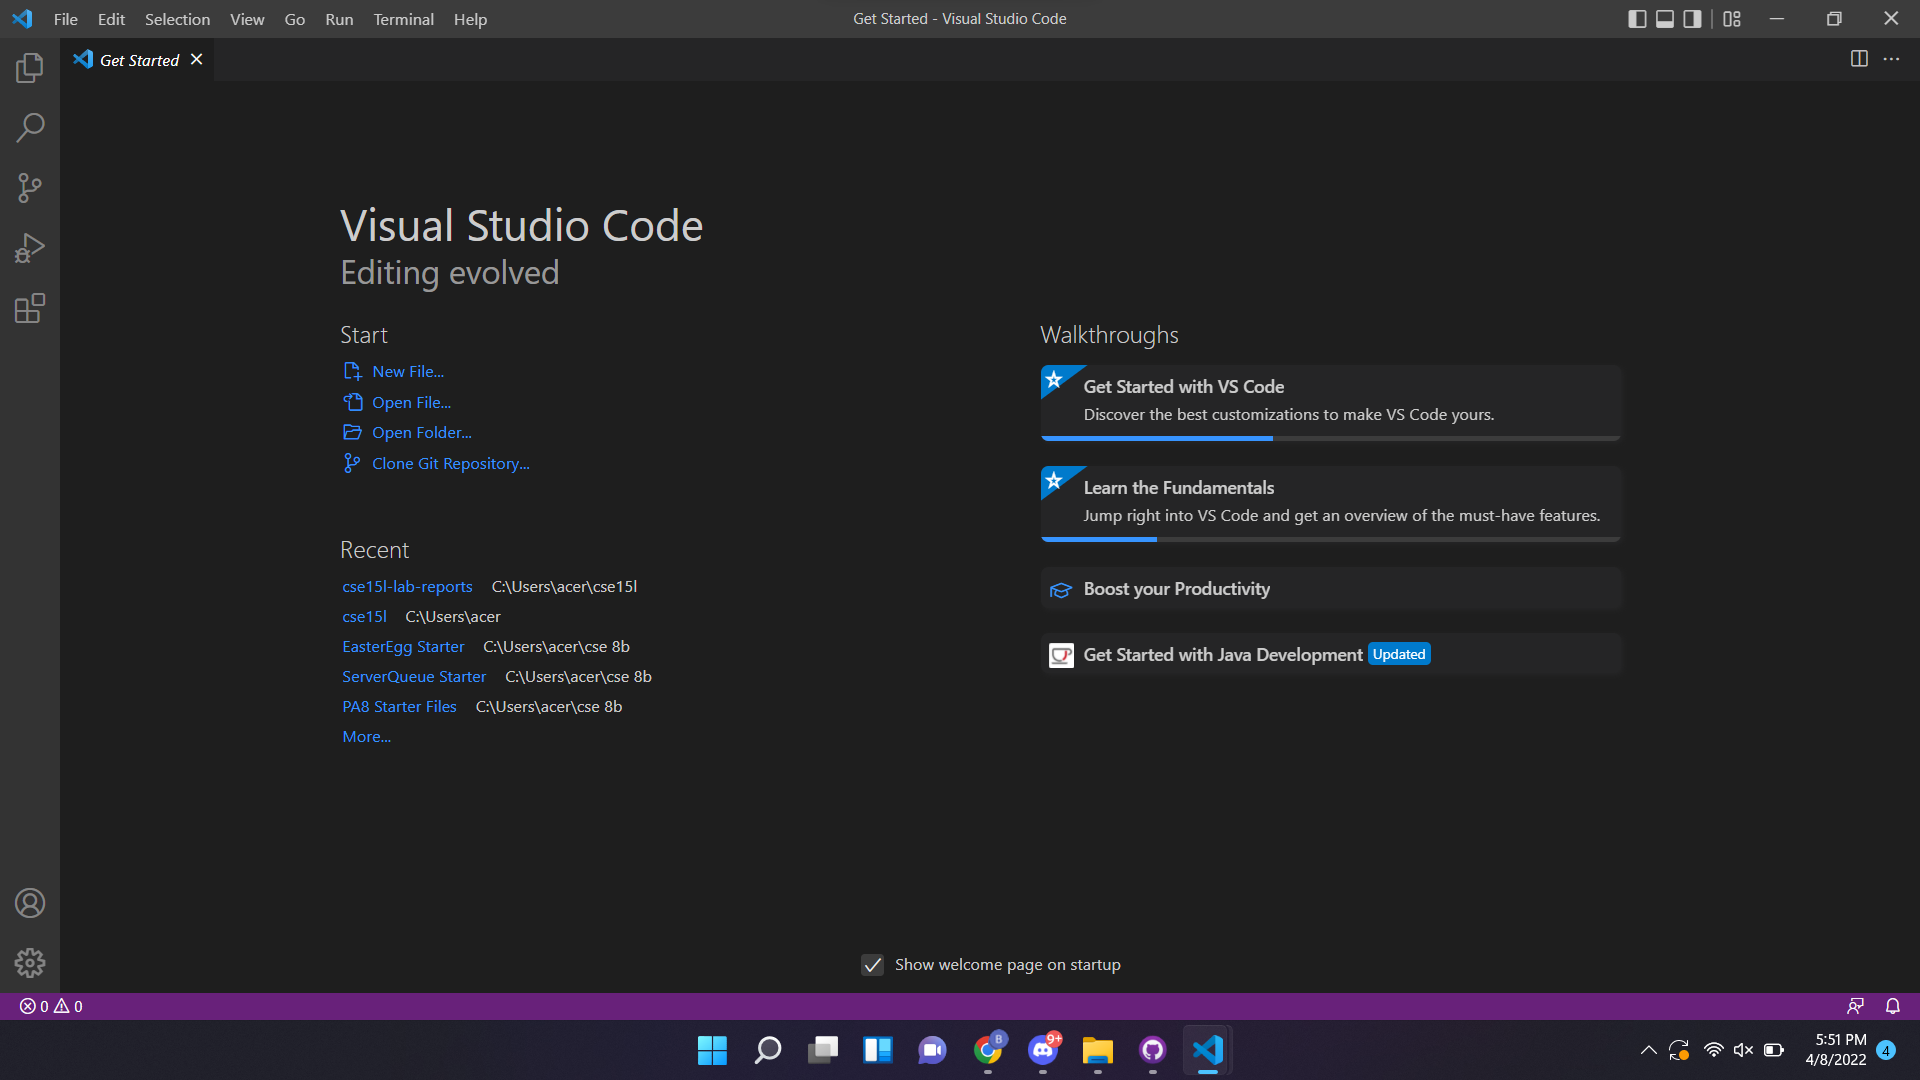 File Edit Selection View Go Run Terminal Help
Get Started - Visual Studio Code
Get Started
Visual Studio Code
Editing evolved
Start
New File...
Open File...
Open Folder...
Clone Git Repository...
Recent
cse15l-lab-reports C:\Users\acer\cse15l
cse15l C:\Users\acer
EasterEgg Starter C:\Users\acer\cse 8b
ServerQueue Starter C:\Users\acer\cse 8b
PA8 Starter Files C:\Users\acer\cse 8b
More...
Walkthroughs
Get Started with VS Code
Discover the best customizations to make VS Code yours.
Learn the Fundamentals
Jump right into VS Code and get an overview of the must-have features.
Boost your Productivity
Get Started with Java Development Updated
Show welcome page on startup
0 0
B
9+
5:51 PM
4/8/2022
4